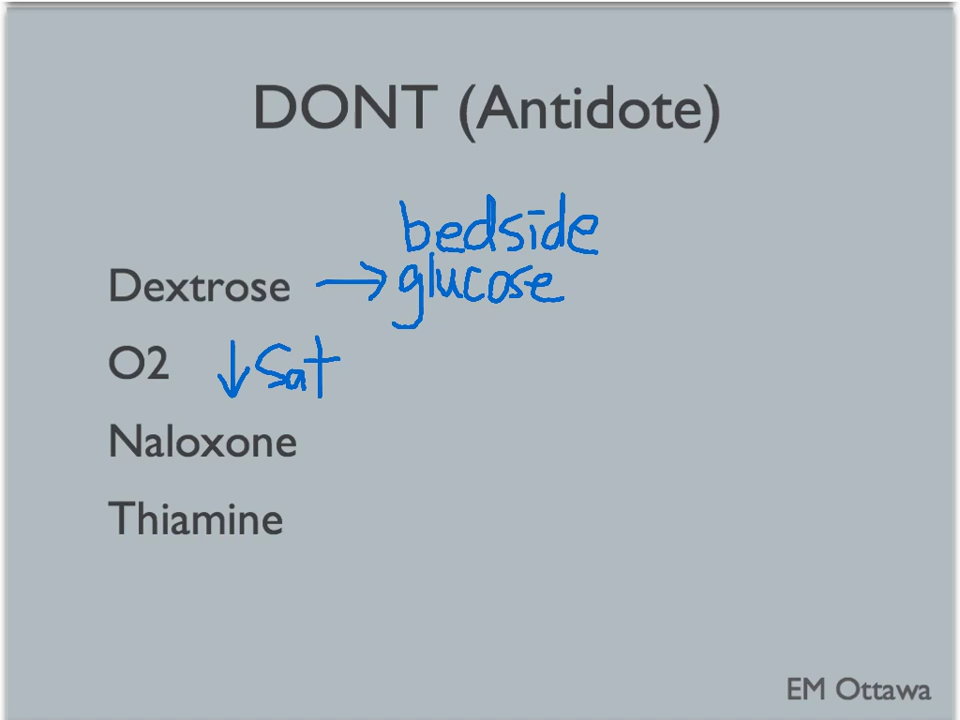 DONT (Antidote)
bedside
Dextrose → glucose
O2 ↓ Sat
Naloxone
Thiamine
EM Ottawa